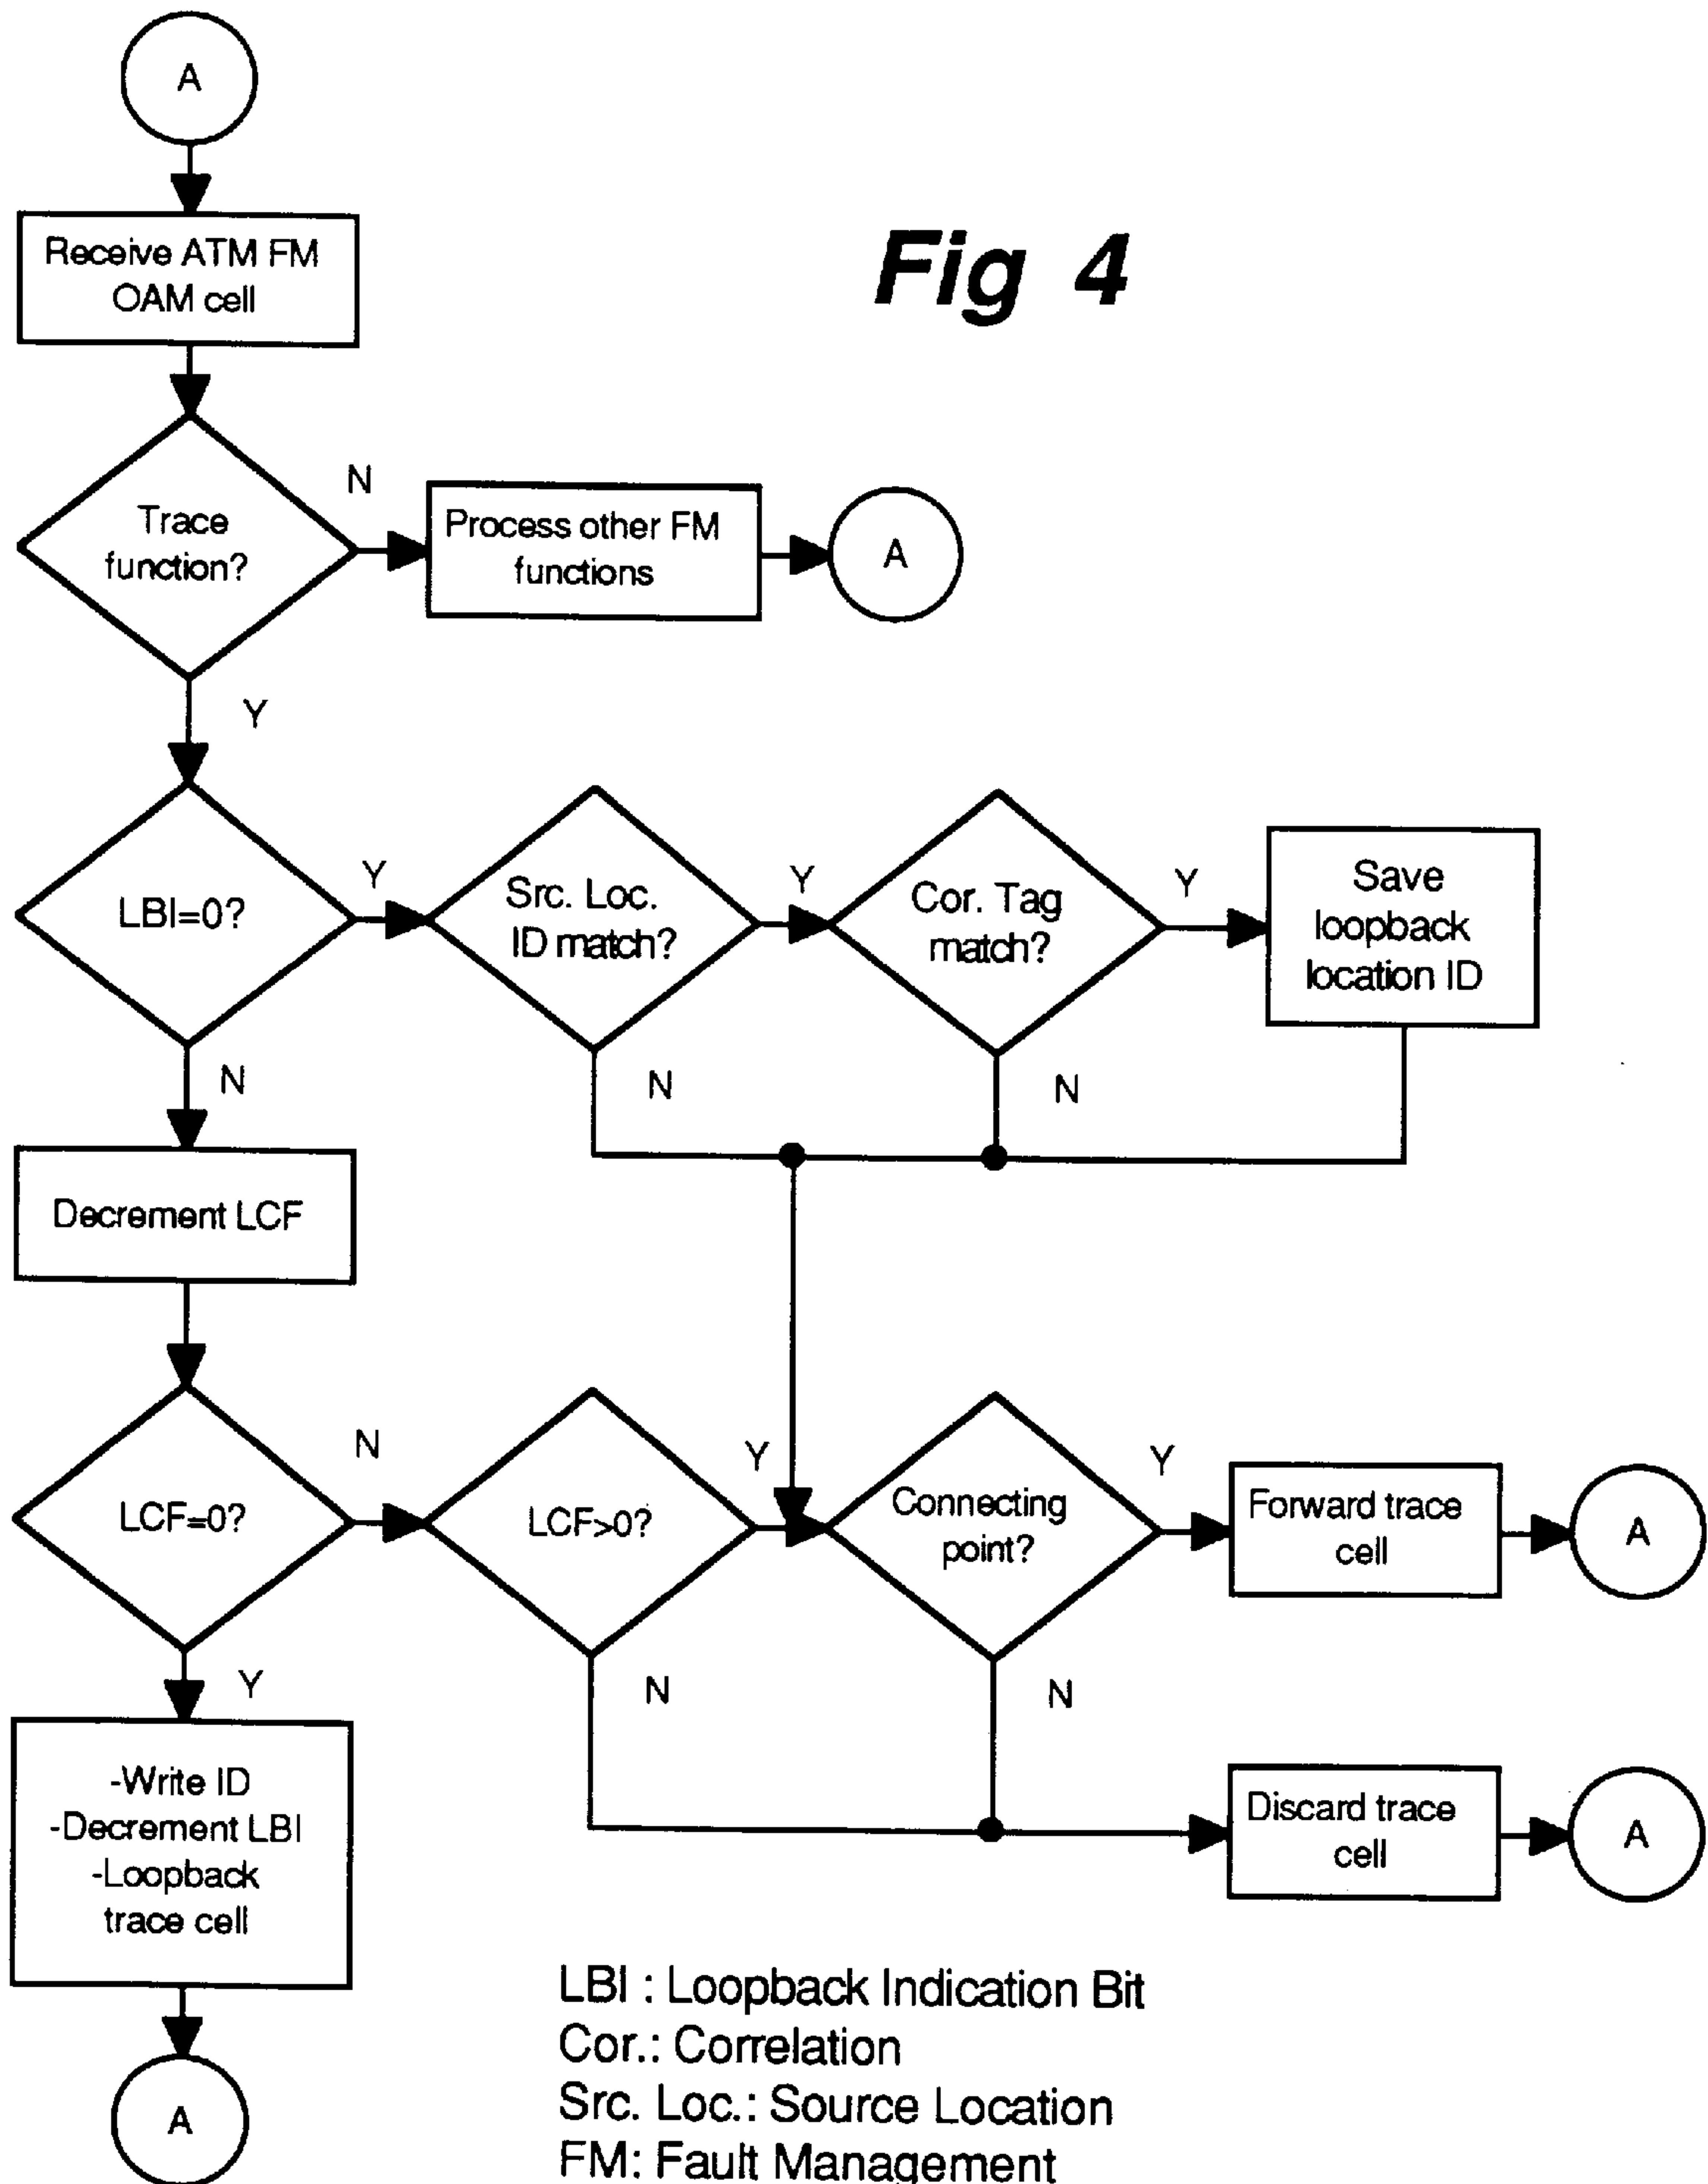 A
Fig 4
Receive ATM FM
OAM cell
N
Trace
function?
Process other FM
functions
A
Y
LBI=0?
Y
Src. Loc.
ID match?
Y
Cor. Tag
match?
Y
Save
loopback
location ID
N
N
N
Decrement LCF
LCF=0?
N
LCF>0?
Y
Connecting
point?
Y
Forward trace
cell
A
Y
N
N
-Write ID
-Decrement LBI
-Loopback
trace cell
Discard trace
cell
A
A
LBI : Loopback Indication Bit
Cor.: Correlation
Src. Loc.: Source Location
FM: Fault Management